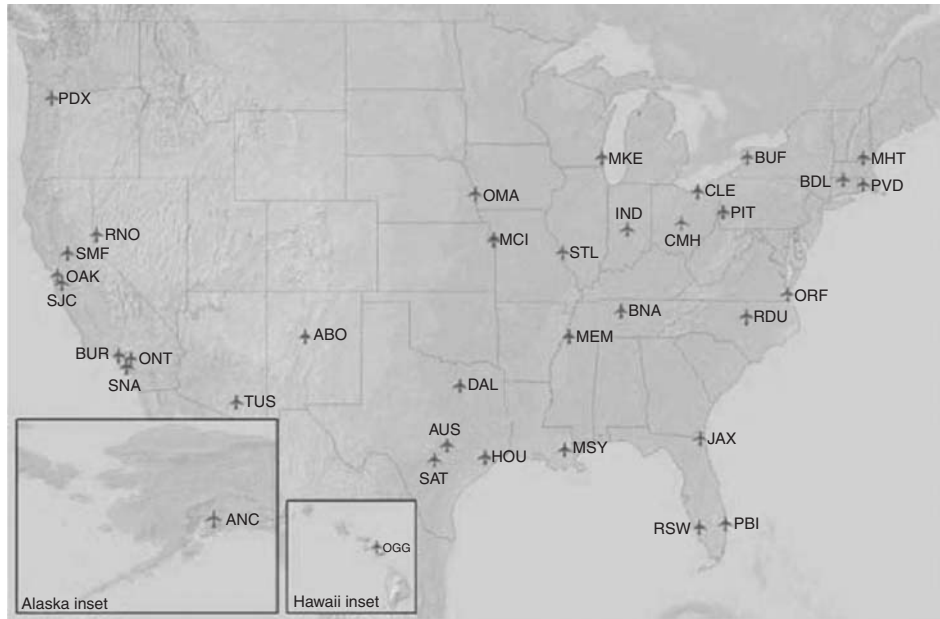 PDX
MKE
BUF
MHT
BDL
PVD
OMA
CLE
IND
PIT
CMH
RNO
MCI
STL
SMF
OAK
SJC
ORF
BNA
RDU
ABO
MEM
BUR
ONT
SNA
DAL
TUS
AUS
JAX
MSY
HOU
SAT
ANC
RSW
PBI
OGG
Alaska inset
Hawaii inset